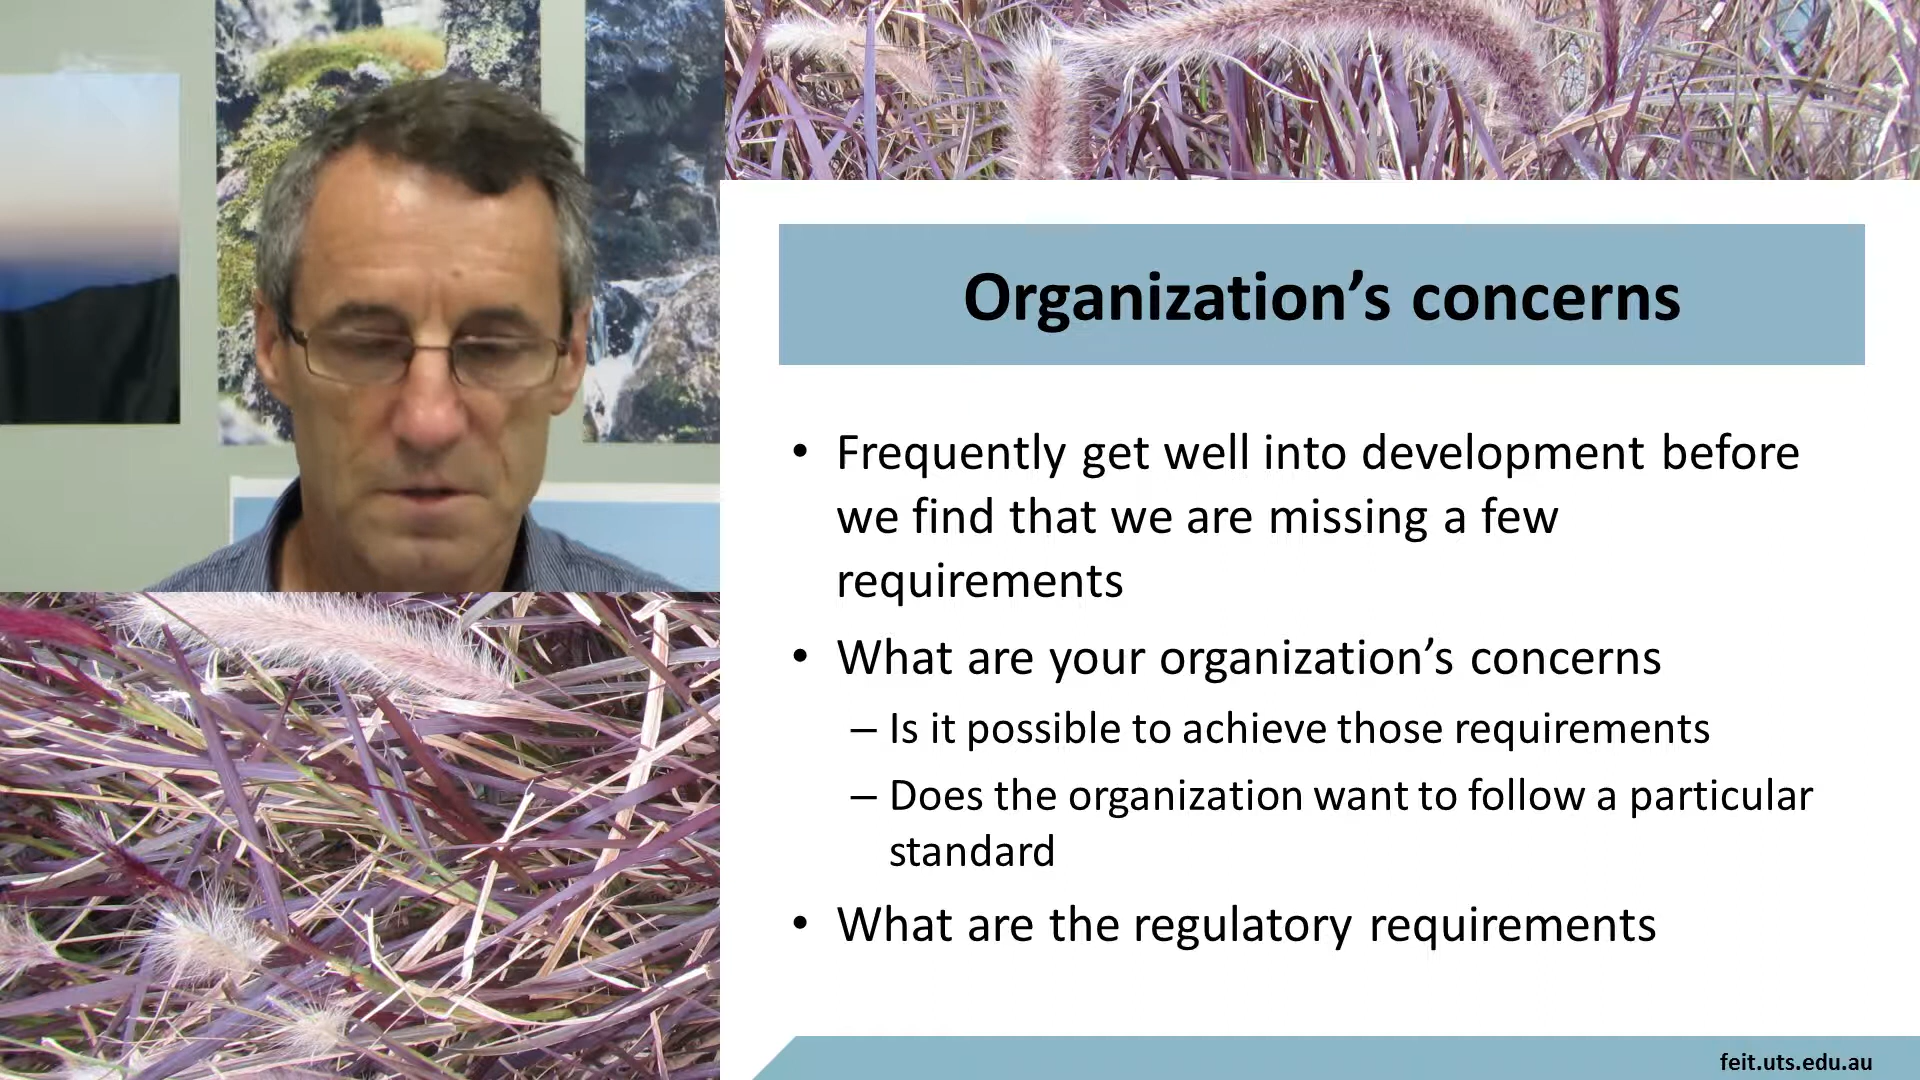 Organization’s concerns
• Frequently get well into development before
we find that we are missing a few
requirements
• What are your organization’s concerns
– Is it possible to achieve those requirements
– Does the organization want to follow a particular
standard
• What are the regulatory requirements
feit.uts.edu.au